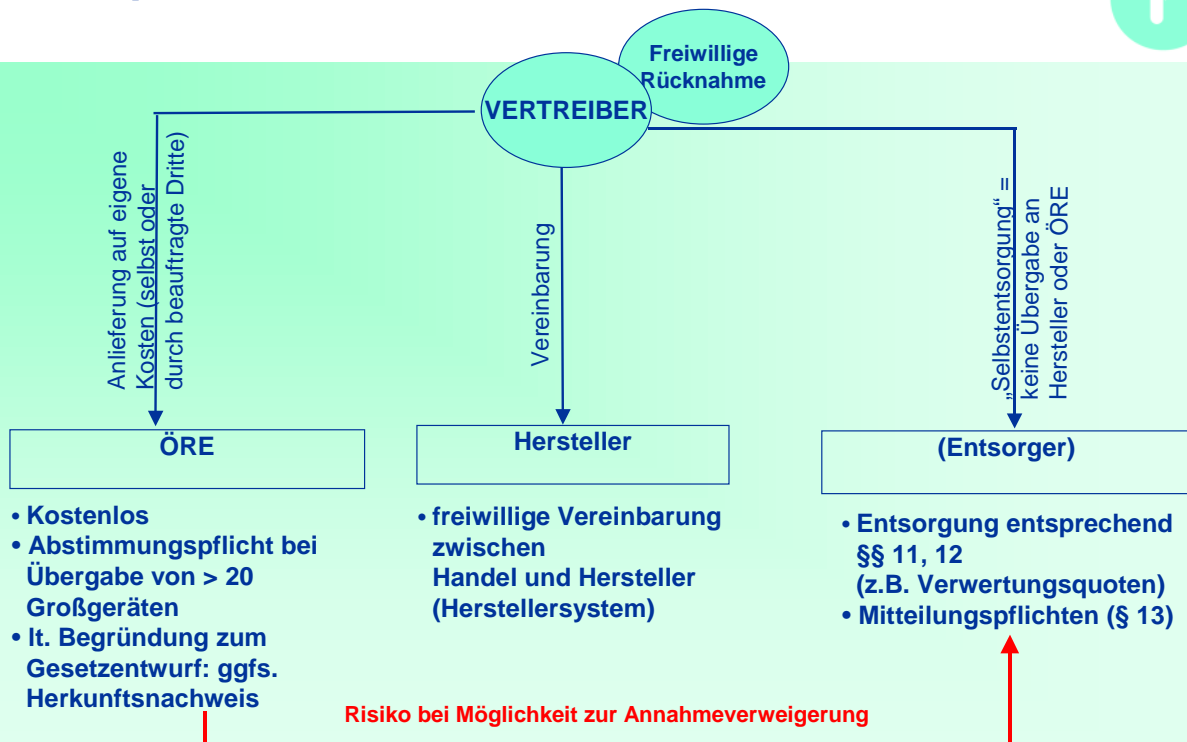 Freiwillige
Rücknahme
VERTREIBER
Anlieferung auf eigene
Kosten (selbst oder
durch beauftragte Dritte)
Vereinbarung
„Selbstentsorgung“ =
keine Übergabe an
Hersteller oder ÖRE
ÖRE
• Kostenlos
• Abstimmungspflicht bei
Übergabe von > 20
Großgeräten
• lt. Begründung zum
Gesetzentwurf: ggfs.
Herkunftsnachweis
Hersteller
• freiwillige Vereinbarung
zwischen
Handel und Hersteller
(Herstellersystem)
(Entsorger)
• Entsorgung entsprechend
§§ 11, 12
(z.B. Verwertungsquoten)
• Mitteilungspflichten (§ 13)
Risiko bei Möglichkeit zur Annahmeverweigerung